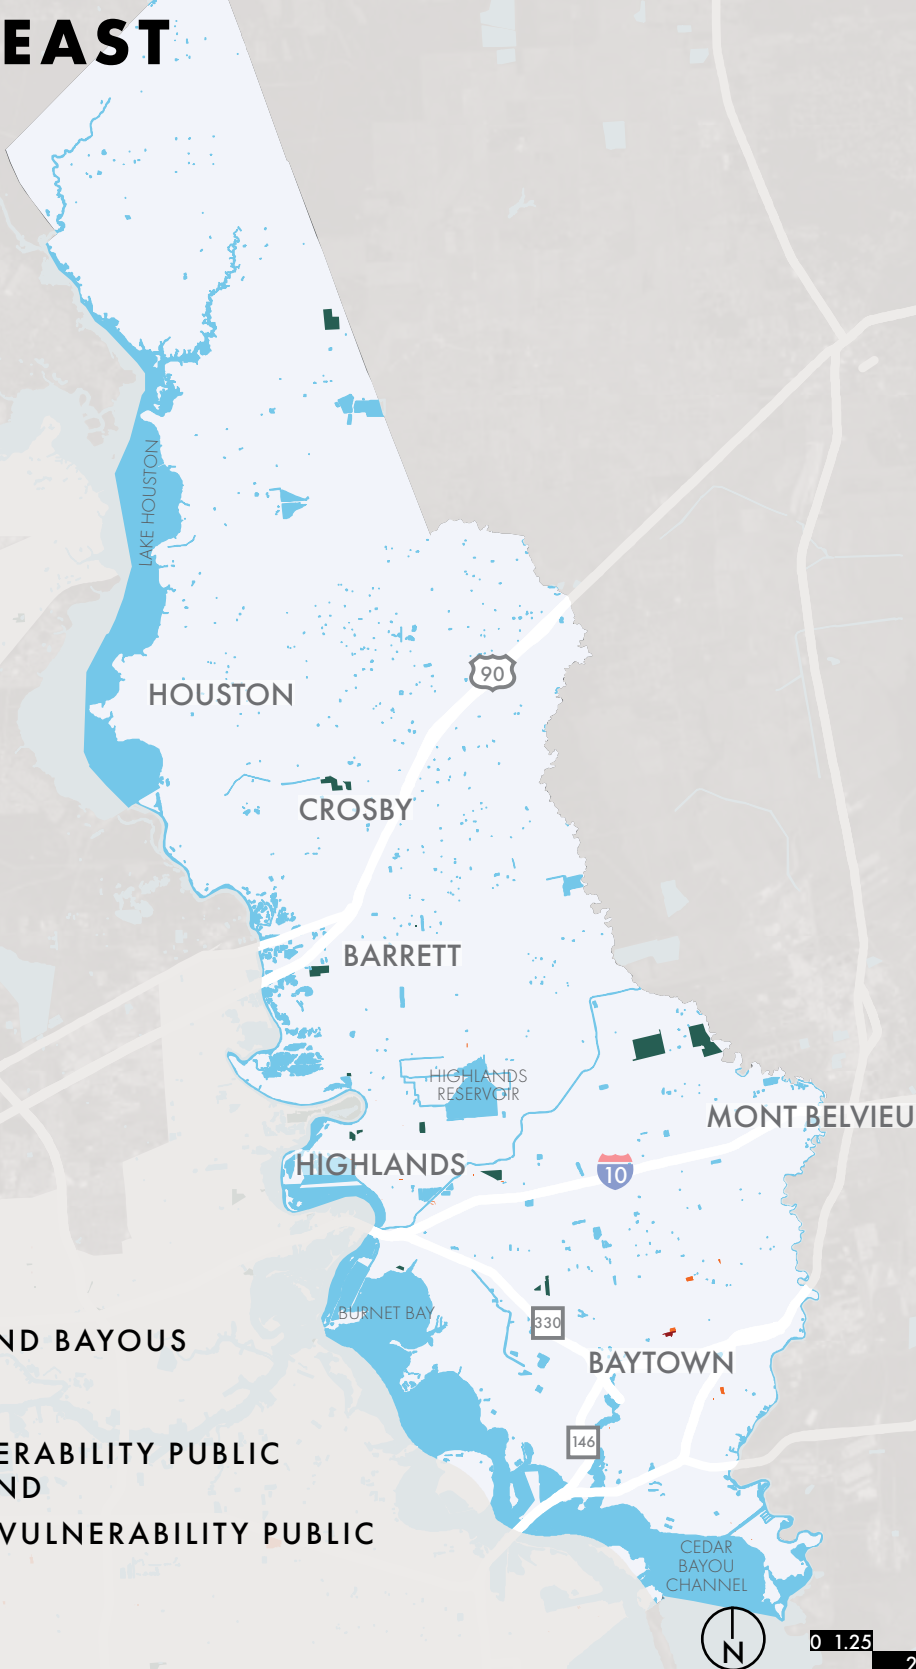 EAST
LAKE HOUSTON
90
HOUSTON
CROSBY
BARRETT
HIGHLANDS
RESERVOIR
MONT BELVIEU
HIGHLANDS
10
BURNET BAY
330
ND BAYOUS
BAYTOWN
146
ERABILITY PUBLIC
ND
VULNERABILITY PUBLIC
CEDAR
BAYOU
CHANNEL
N
0 1.25
2